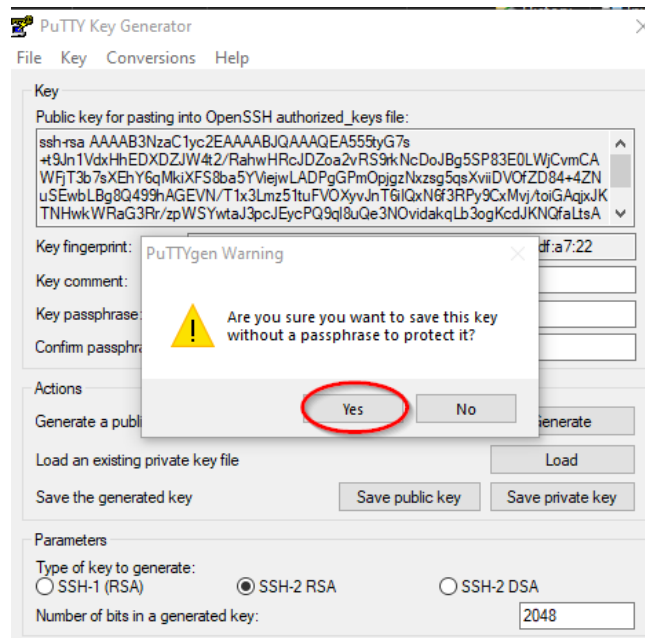 PuTTY Key Generator
File Key Conversions Help
Key
Public key for pasting into OpenSSH authorized_keys file:
ssh-rsa AAAAB3NzaC1yc2EAAAABJQAAAQEA555tyG7s
+t9Jn1VdxHhEDXDZJW4t2/RahwHRcJDZoa2vRS9rkNcDoJBg5SP83E0LWjCvmCA
WFjT3b7sXEhY6qMkiXFS8ba5YViejwLADPgGPmOpjgzNxzsg5qsXviiDVOfZD84+4ZN
uSEwbLBg8Q499hAGEVN/T1x3Lmz51tuFVOXyvJnT6iIQxN6f3RPy9CxMvj/toiGAqjxJK
TNHwkWRaG3Rr/zpWSYwtaJ3pcJEycPQ9ql8uQe3NOvidakqLb3ogKcdJKNQfaLtsA
Key fingerprint: df:a7:22
PuTTYgen Warning
Key comment:
Are you sure you want to save this key
without a passphrase to protect it?
Key passphrase:
Confirm passphra
Yes No
Actions
Generate a publi Generate
Load an existing private key file Load
Save the generated key Save public key Save private key
Parameters
Type of key to generate:
SSH-1 (RSA) SSH-2 RSA SSH-2 DSA
Number of bits in a generated key: 2048